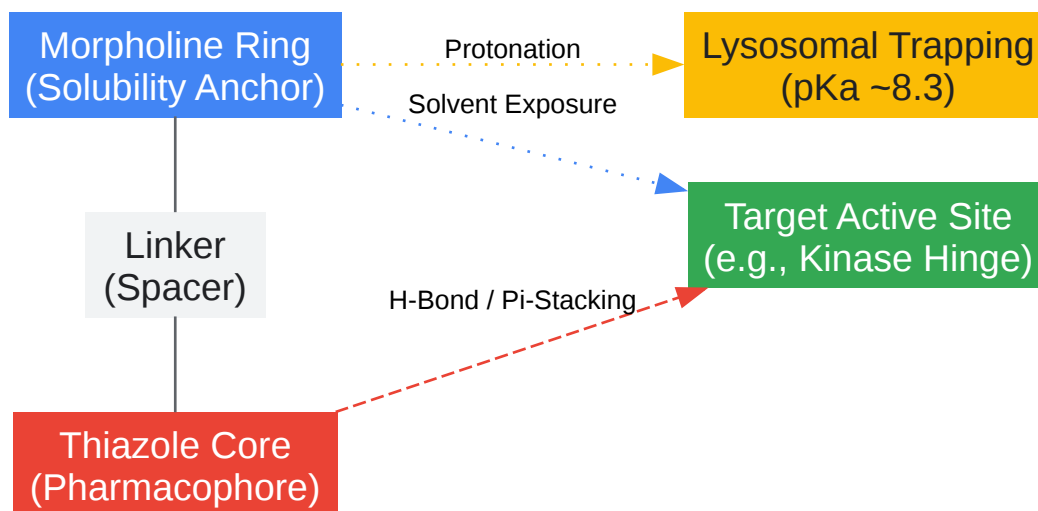 Morpholine Ring
(Solubility Anchor)
Protonation
Lysosomal Trapping
(pKa ~8.3)
Solvent Exposure
Target Active Site
(e.g., Kinase Hinge)
Linker
(Spacer)
H-Bond / Pi-Stacking
Thiazole Core
(Pharmacophore)